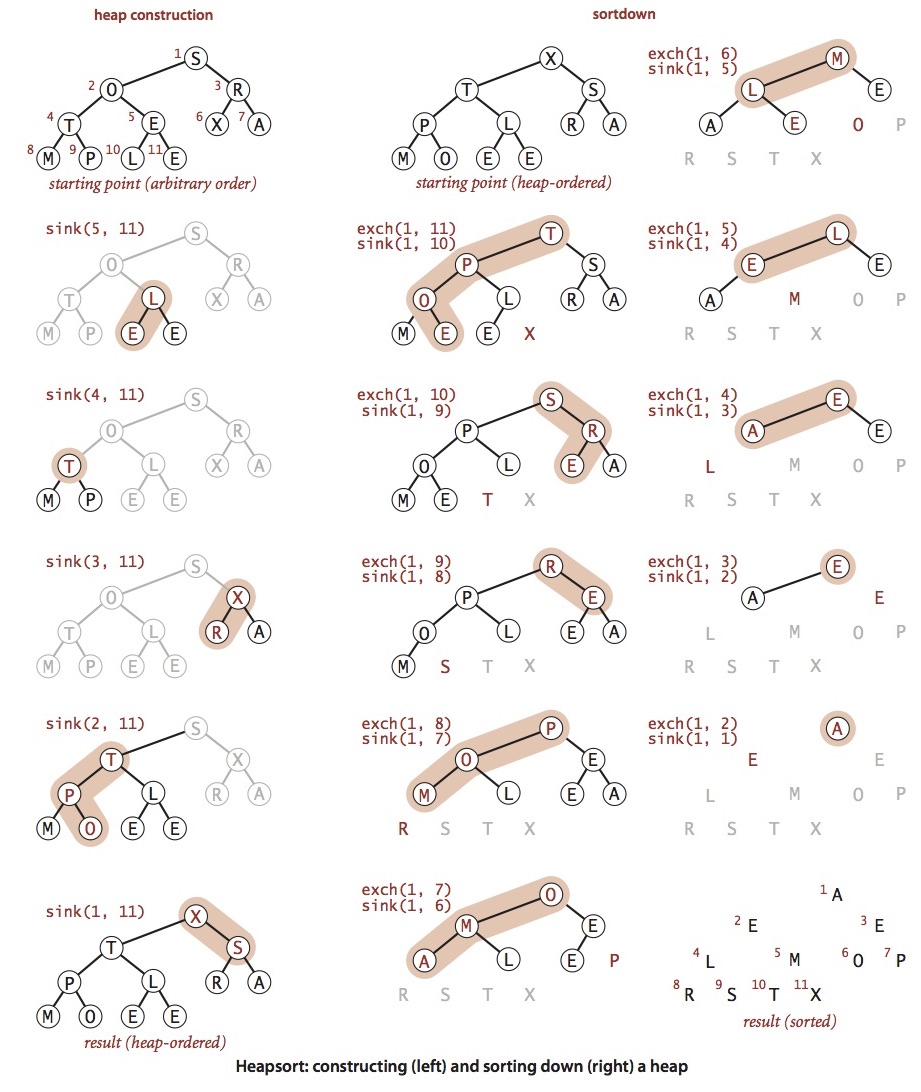 heap construction
1 S
2 O 3 R
4 T 5 E 6 X 7 A
8 M 9 P 10 L 11 E
starting point (arbitrary order)
sink(5, 11)
S
O R
T L X A
M P E E
sink(4, 11)
S
O R
T L X A
M P E E
sink(3, 11)
S
O X
T L R A
M P E E
sink(2, 11)
S
T X
P L R A
M O E E
sink(1, 11)
X
T S
P L R A
M O E E
result (heap-ordered)
sortdown
X
T S
P L R A
M O E E
starting point (heap-ordered)
exch(1, 11)
sink(1, 10)
T
P S
O L R A
M E E X
exch(1, 10)
sink(1, 9)
S
P R
O L E A
M E T X
exch(1, 9)
sink(1, 8)
R
P E
O L E A
M S T X
exch(1, 8)
sink(1, 7)
P
O E
M L E A
R S T X
exch(1, 7)
sink(1, 6)
O
M E
A L E P
R S T X
exch(1, 6)
sink(1, 5)
M
L E
A E O P
R S T X
exch(1, 5)
sink(1, 4)
L
E E
A M O P
R S T X
exch(1, 4)
sink(1, 3)
E
A E
L M O P
R S T X
exch(1, 3)
sink(1, 2)
E
A E
L M O P
R S T X
exch(1, 2)
sink(1, 1)
A
E E
L M O P
R S T X
1 A
2 E 3 E
4 L 5 M 6 O 7 P
8 R 9 S 10 T 11 X
result (sorted)
Heapsort: constructing (left) and sorting down (right) a heap